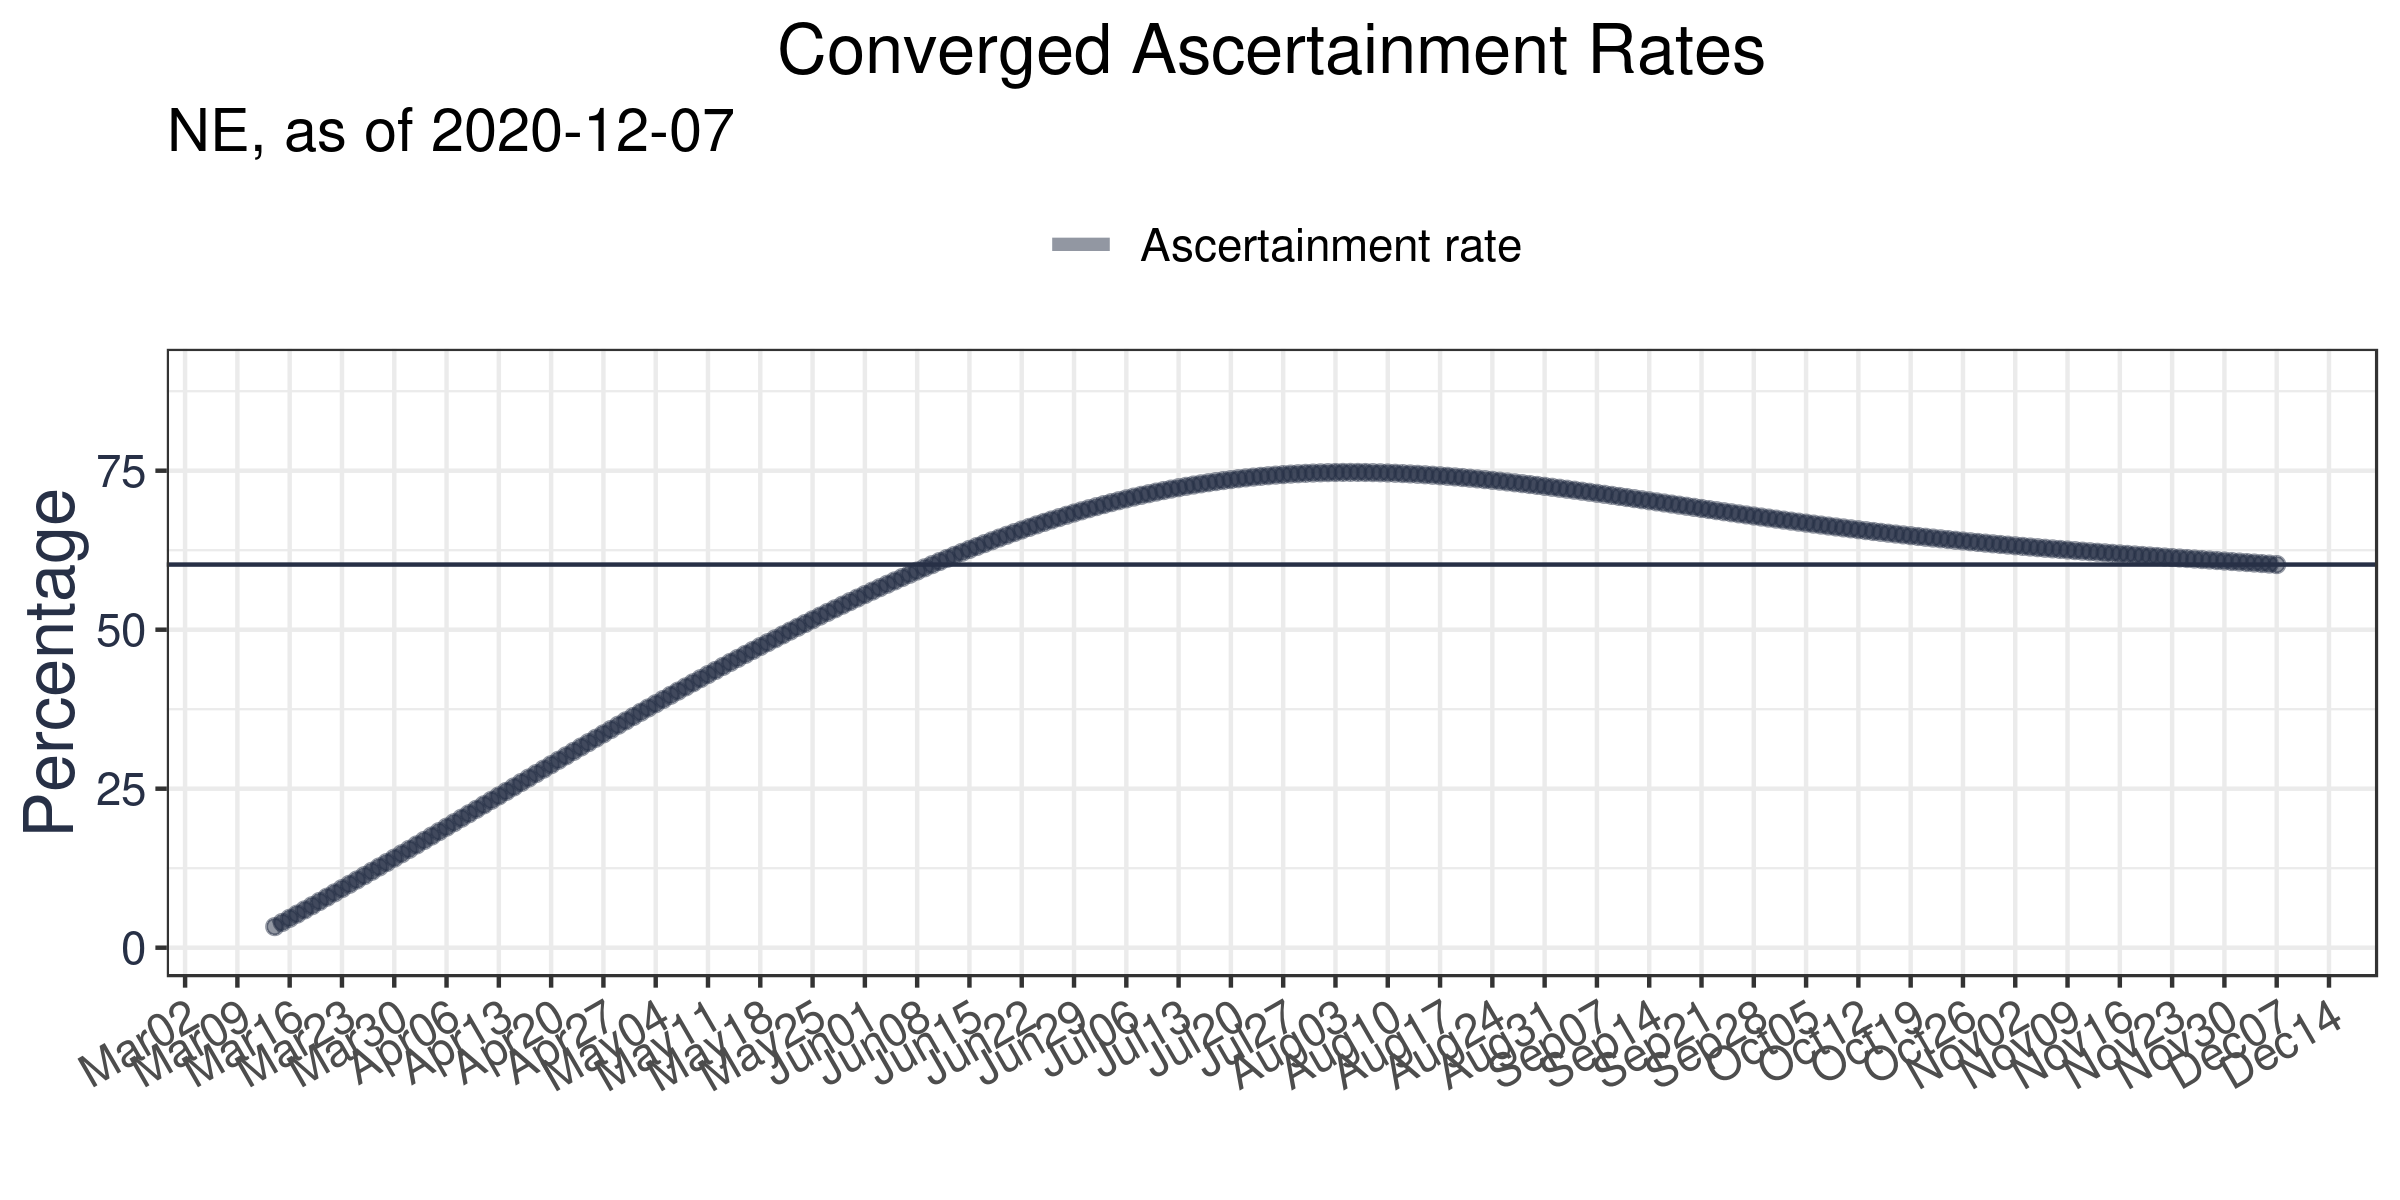 Converged Ascertainment Rates
NE, as of 2020-12-07
Ascertainment rate
Percentage
75
50
25
0
Mar02
Mar09
Mar16
Mar23
Mar30
Apr06
Apr13
Apr20
Apr27
May04
May11
May18
May25
Jun01
Jun08
Jun15
Jun22
Jun29
Jul06
Jul13
Jul20
Jul27
Aug03
Aug10
Aug17
Aug24
Aug31
Sep07
Sep14
Sep21
Sep28
Oct05
Oct12
Oct19
Oct26
Nov02
Nov09
Nov16
Nov23
Nov30
Dec07
Dec14